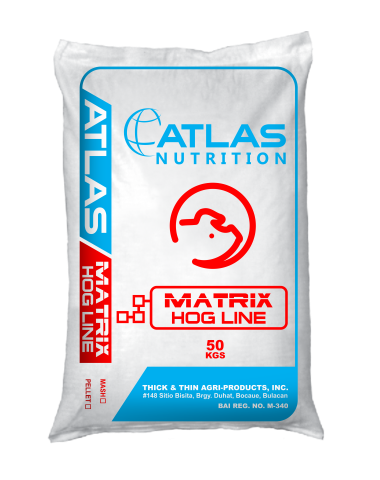 ATLAS
NUTRITION
MATRIX
HOG LINE
50
KGS
THICK & THIN AGRI-PRODUCTS, INC.
#148 Sitio Bisita, Brgy. Duhat, Bocaue, Bulacan
BAI REG. NO. M-340
ATLAS
MATRIX
HOG LINE
MASH
PELLET